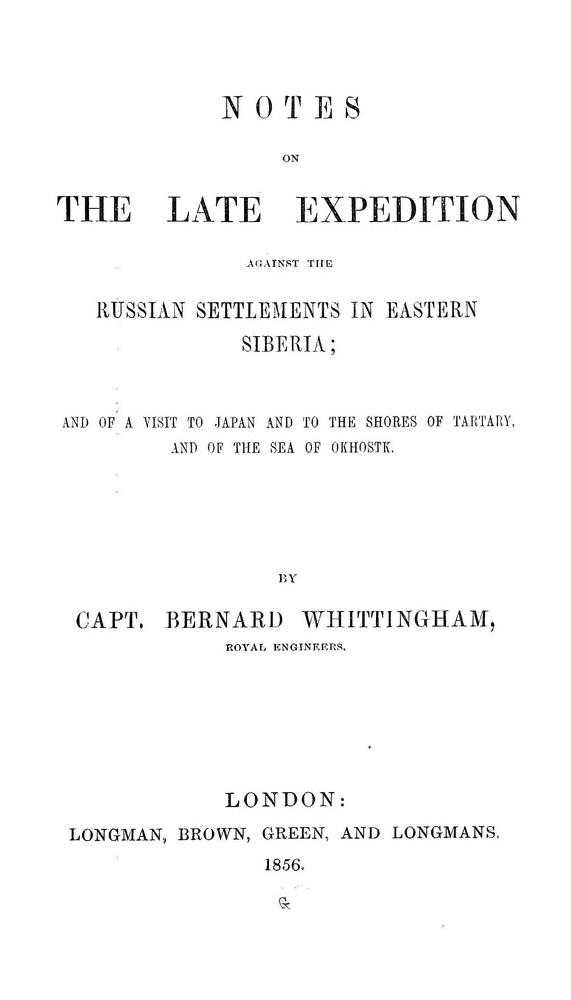 NOTES
ON
THE LATE EXPEDITION
AGAINST THE
RUSSIAN SETTLEMENTS IN EASTERN
SIBERIA;
AND OF A VISIT TO JAPAN AND TO THE SHORES OF TARTARY,
AND OF THE SEA OF OKHOSTK.
BY
CAPT. BERNARD WHITTINGHAM,
ROYAL ENGINEERS.
LONDON:
LONGMAN, BROWN, GREEN, AND LONGMANS.
1856.